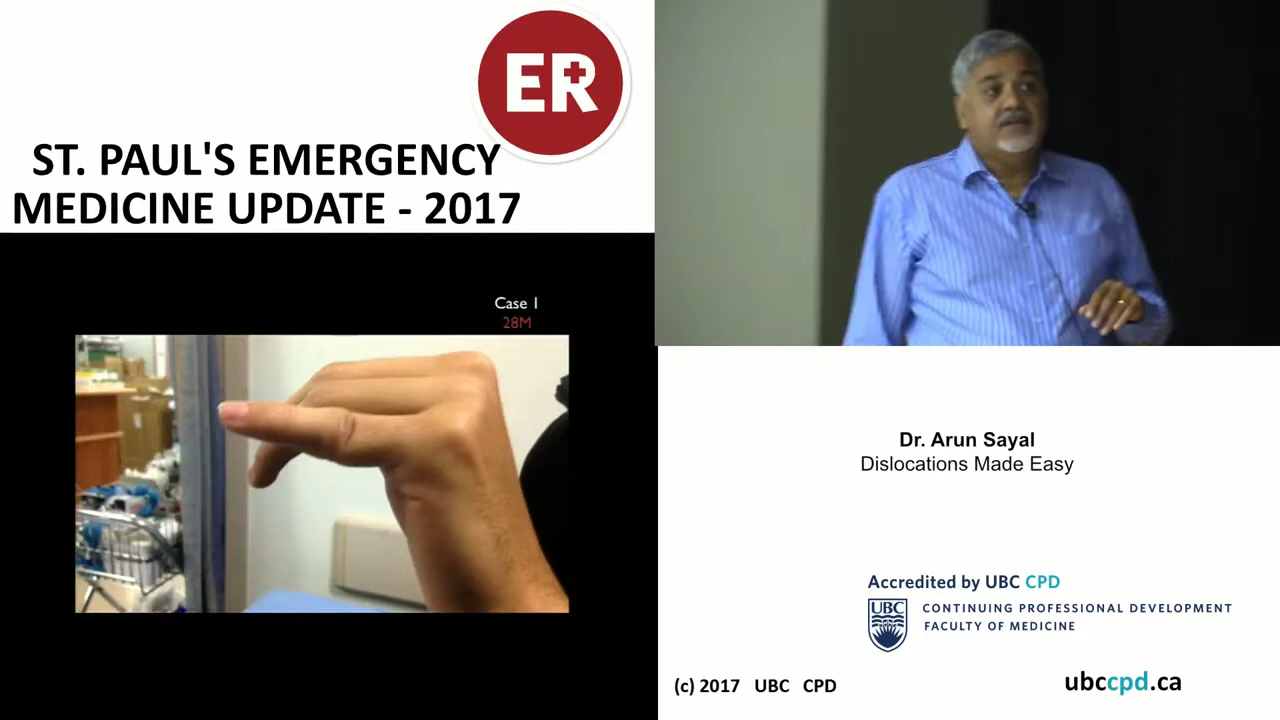 ER
ST. PAUL'S EMERGENCY
MEDICINE UPDATE - 2017
Case 1
28M
Dr. Arun Sayal
Dislocations Made Easy
Accredited by UBC CPD
UBC
CONTINUING PROFESSIONAL DEVELOPMENT
FACULTY OF MEDICINE
(c) 2017 UBC CPD
ubccpd.ca